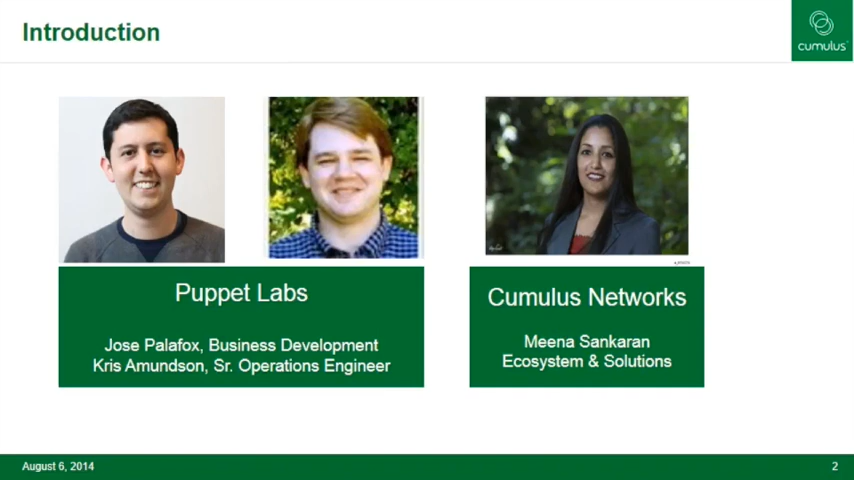 Introduction
cumulus
Puppet Labs
Jose Palafox, Business Development
Kris Amundson, Sr. Operations Engineer
Cumulus Networks
Meena Sankaran
Ecosystem & Solutions
August 6, 2014
2